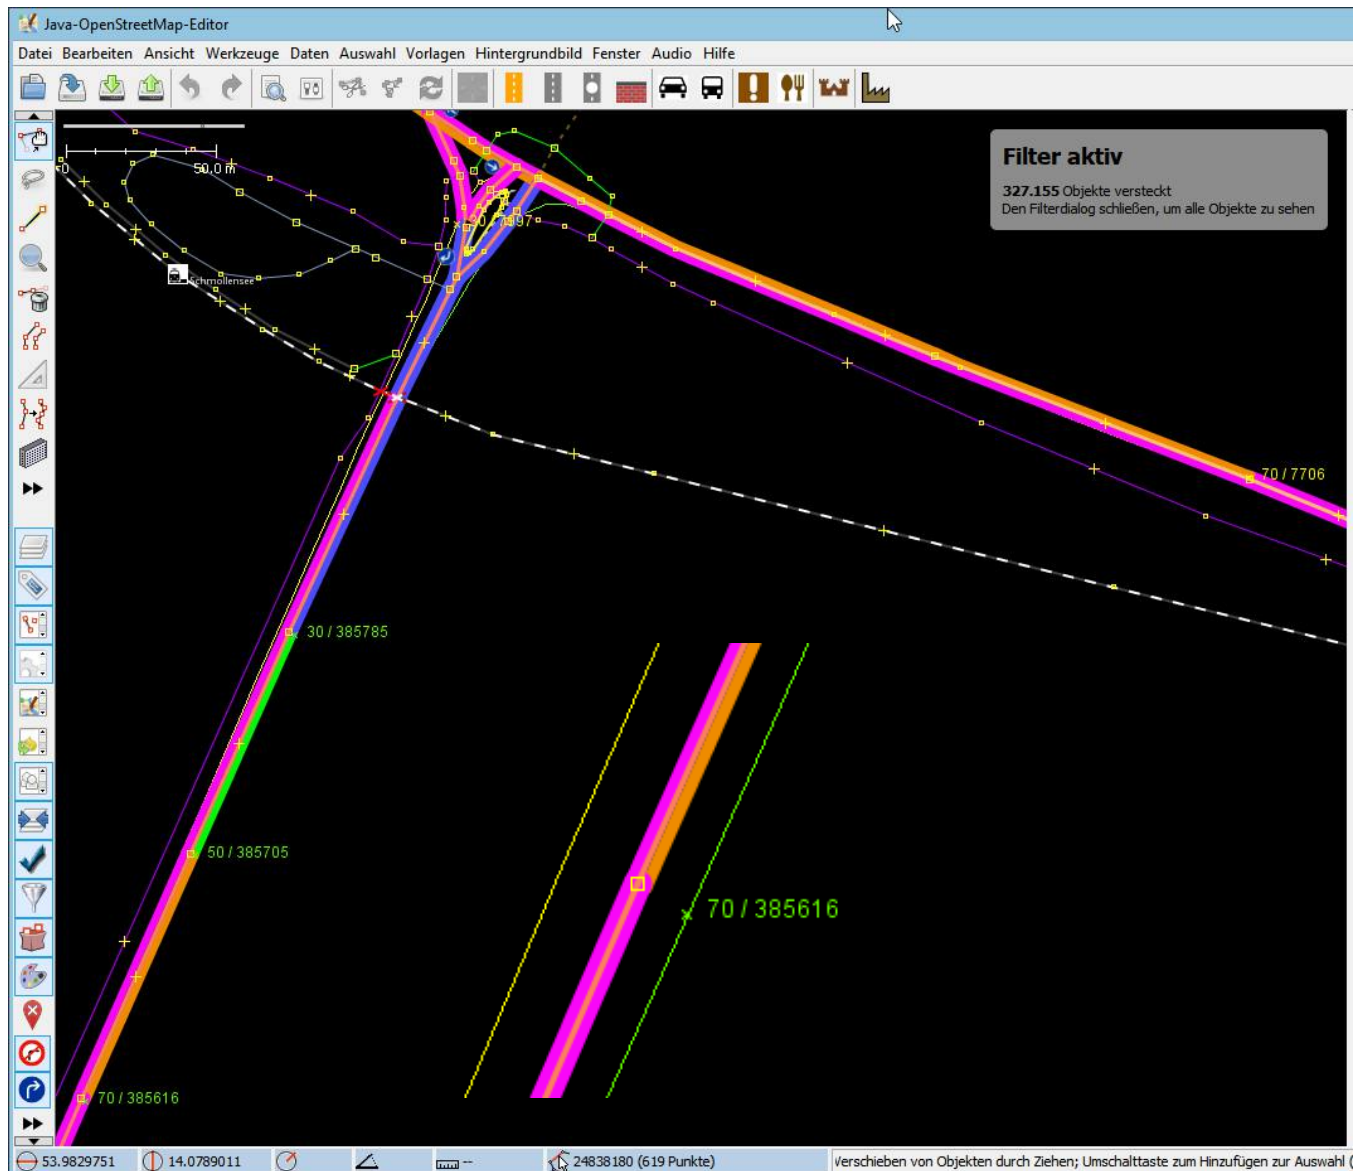 Java-OpenStreetMap-Editor
Datei Bearbeiten Ansicht Werkzeuge Daten Auswahl Vorlagen Hintergrundbild Fenster Audio Hilfe
0
50,0 m
Filter aktiv
327.155 Objekte versteckt
Den Filterdialog schließen, um alle Objekte zu sehen
Schmollensee
70 / 7706
30 / 385785
50 / 385705
70 / 385616
70 / 385616
53.9829751
14.0789011
--
24838180 (619 Punkte)
Verschieben von Objekten durch Ziehen; Umschalttaste zum Hinzufügen zur Auswahl (